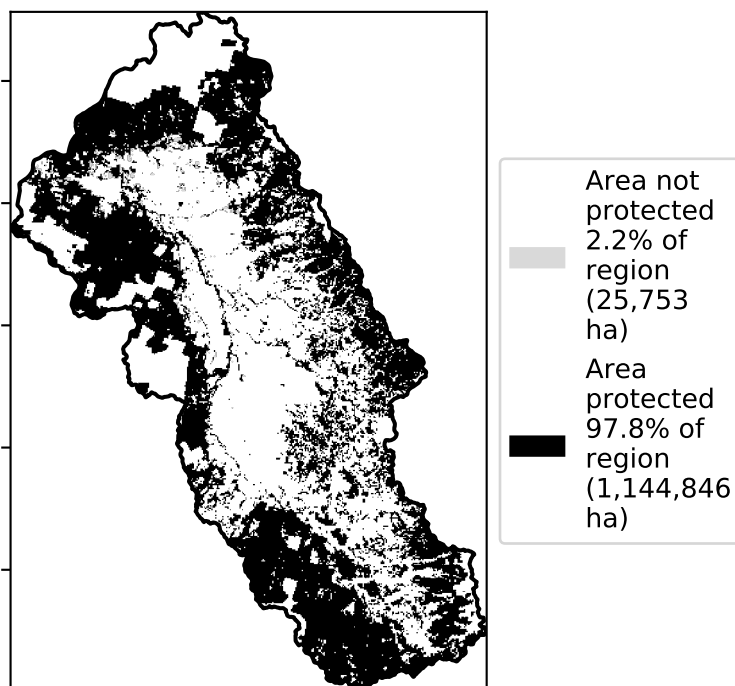 Area not
protected
2.2% of
region
(25,753
ha)
Area
protected
97.8% of
region
(1,144,846
ha)